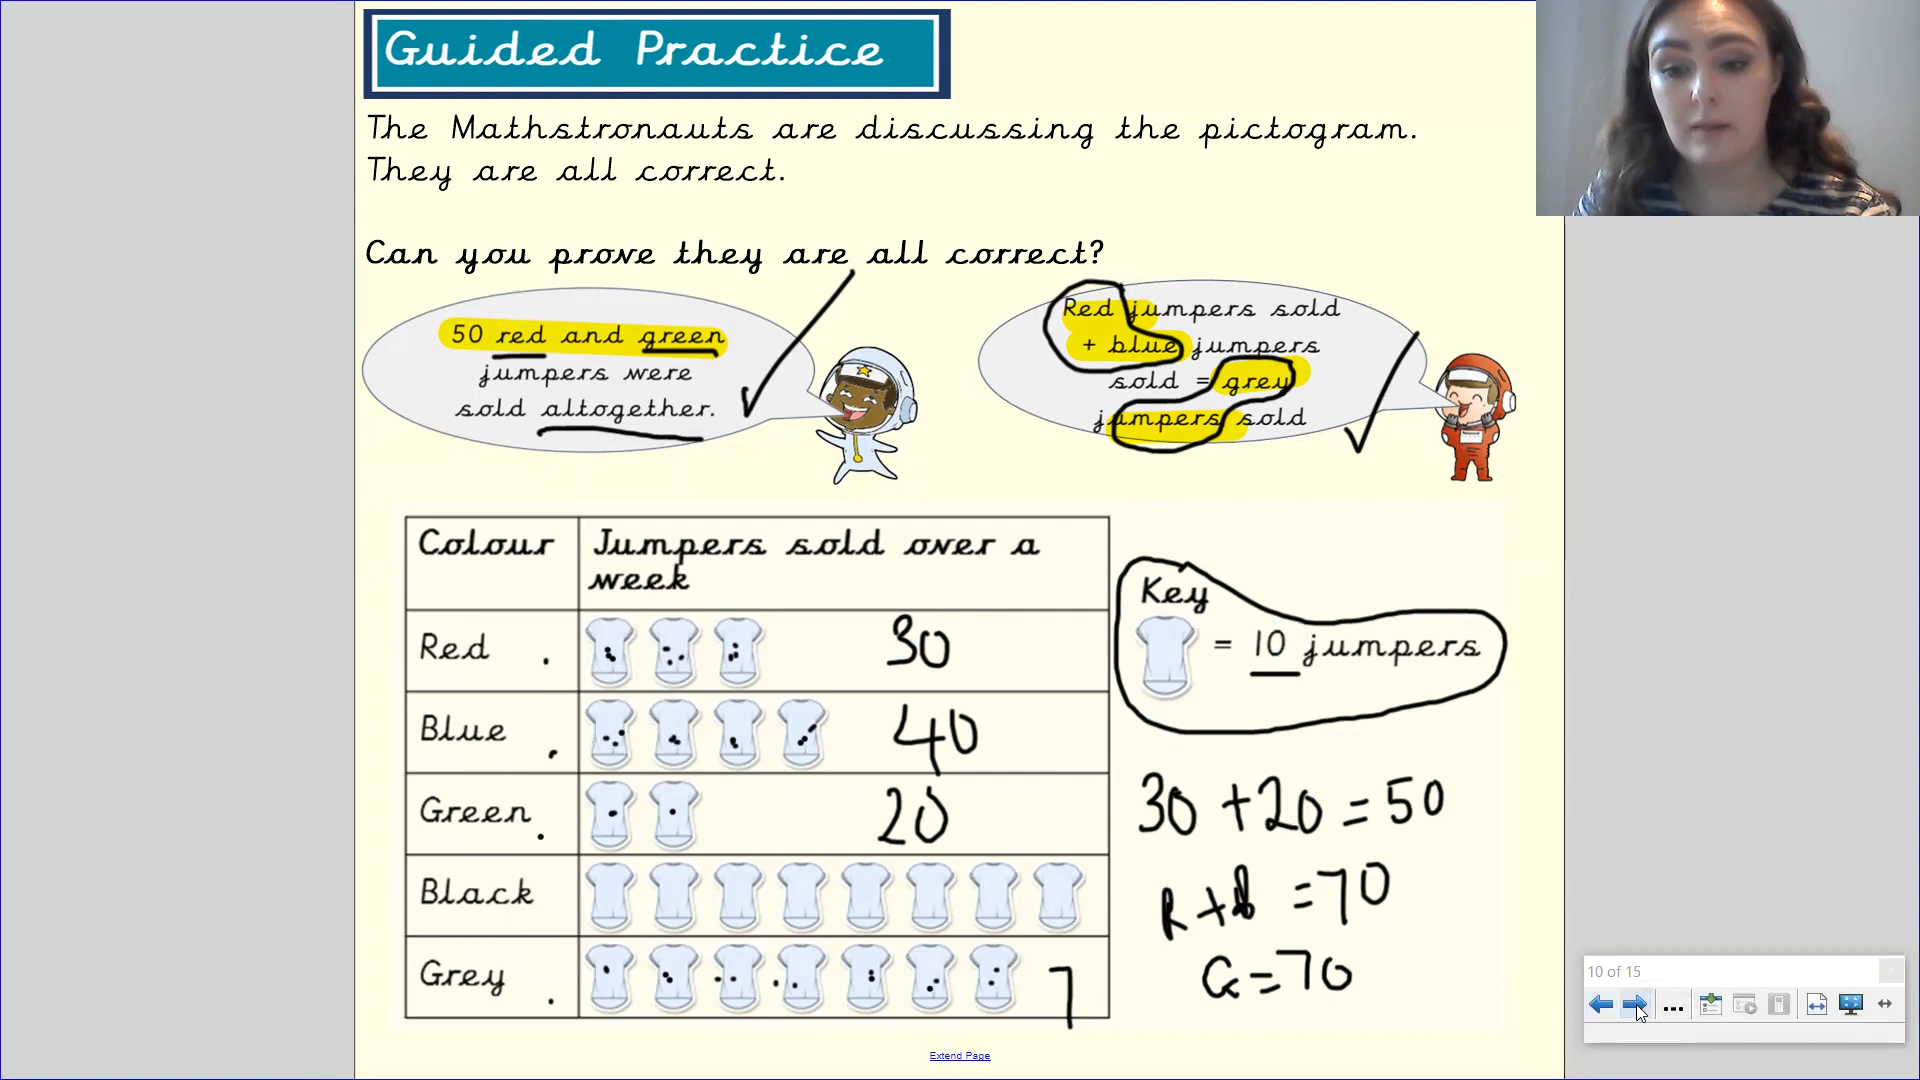 Guided Practice
The Mathstronauts are discussing the pictogram.
They are all correct.
Can you prove they are all correct?
50 red and green
jumpers were
sold altogether.
Red jumpers sold
+ blue jumpers
sold = grey
jumpers sold
Colour
Jumpers sold over a
week
Red
30
Blue
40
Green
20
Black
Grey
7
Key
= 10 jumpers
30 + 20 = 50
R + B = 70
G = 70
10 of 15
Extend Page